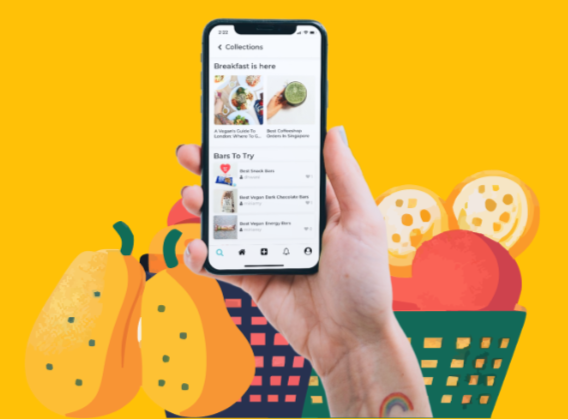 2:22
Collections
Breakfast is here
A Vegan's Guide To
London: Where To G...
Best Coffeeshop
Orders In Singapore
Bars To Try
Best Snack Bars
Best Vegan Dark Chocolate Bars
Best Vegan Energy Bars